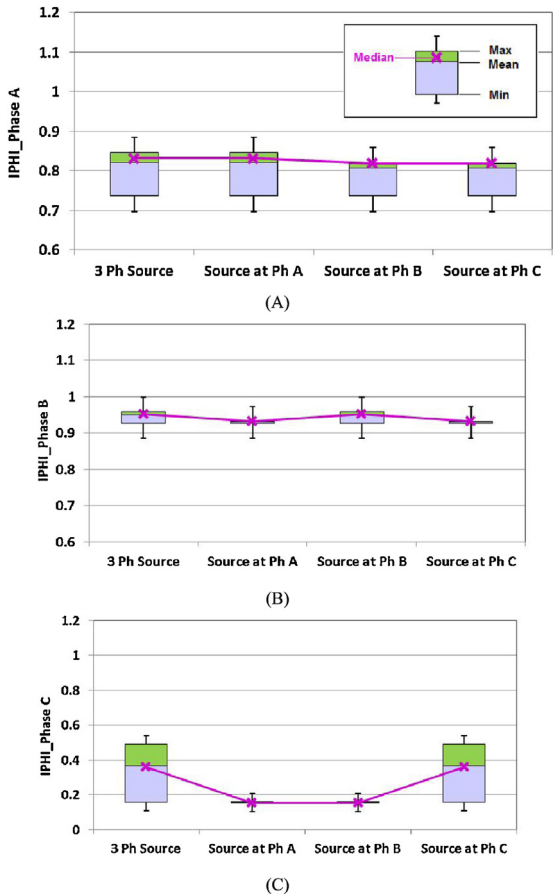 1.2
1.1
1
0.9
0.8
0.7
0.6
IPHI_Phase A
Median
Max
Mean
Min
3 Ph Source Source at Ph A Source at Ph B Source at Ph C
(A)
1.2
1.1
1
0.9
0.8
0.7
0.6
IPHI_Phase B
3 Ph Source Source at Ph A Source at Ph B Source at Ph C
(B)
1.2
1
0.8
0.6
0.4
0.2
0
IPHI_Phase C
3 Ph Source Source at Ph A Source at Ph B Source at Ph C
(C)